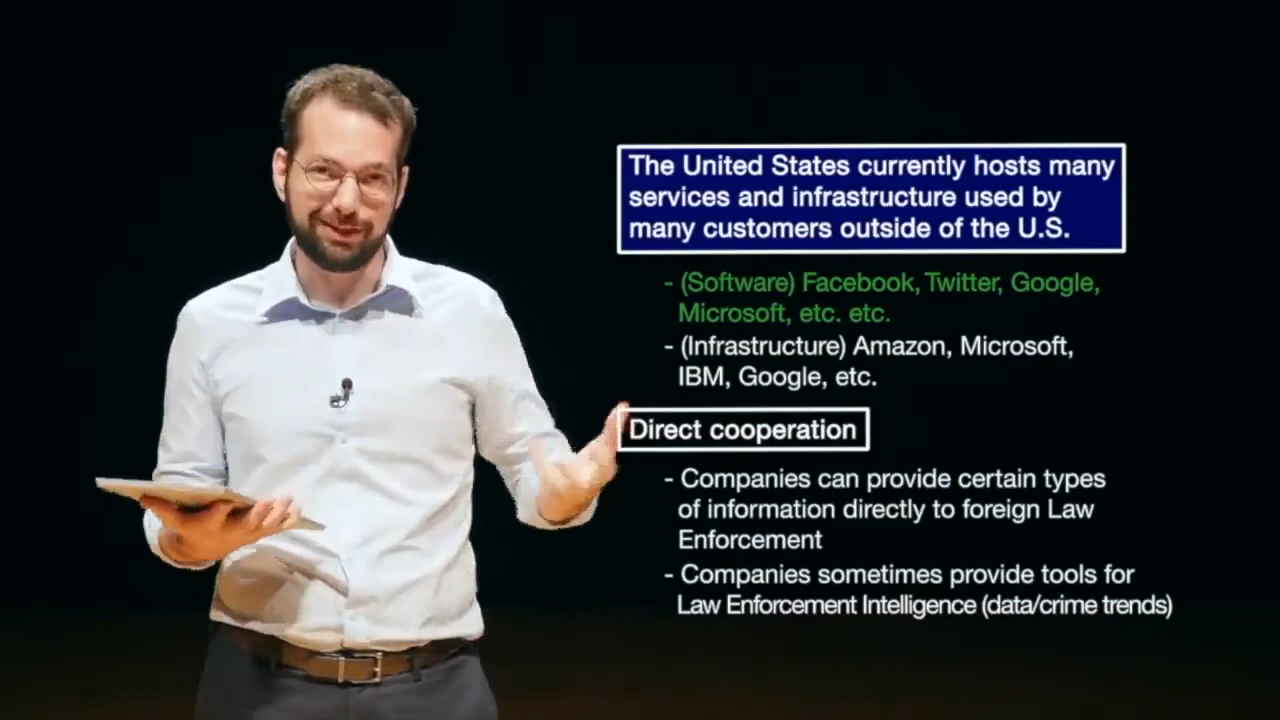 The United States currently hosts many
services and infrastructure used by
many customers outside of the U.S.
- (Software) Facebook, Twitter, Google,
Microsoft, etc. etc.
- (Infrastructure) Amazon, Microsoft,
IBM, Google, etc.
Direct cooperation
- Companies can provide certain types
of information directly to foreign Law
Enforcement
- Companies sometimes provide tools for
Law Enforcement Intelligence (data/crime trends)